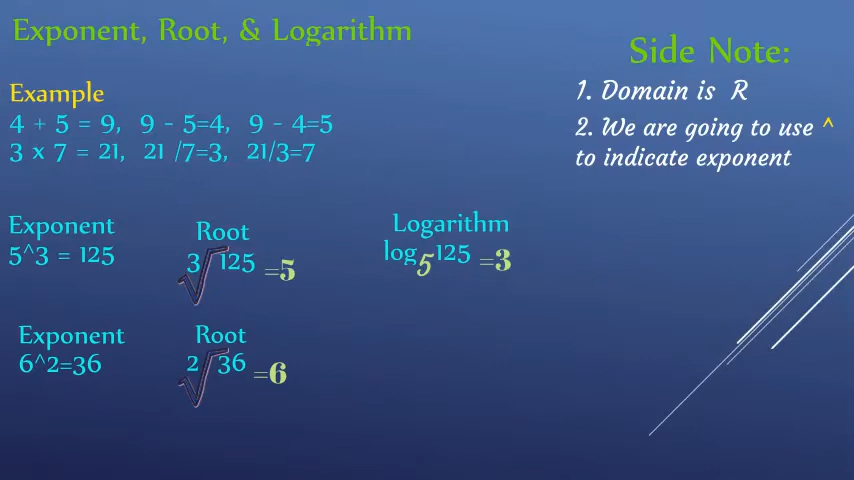 Exponent, Root, & Logarithm
Side Note:
1. Domain is R
2. We are going to use ^
to indicate exponent
Example
4 + 5 = 9, 9 - 5=4, 9 - 4=5
3 x 7 = 21, 21 /7=3, 21/3=7
Exponent
5^3 = 125
Root
3√125 =5
Logarithm
log5125 =3
Exponent
6^2=36
Root
2√36 =6